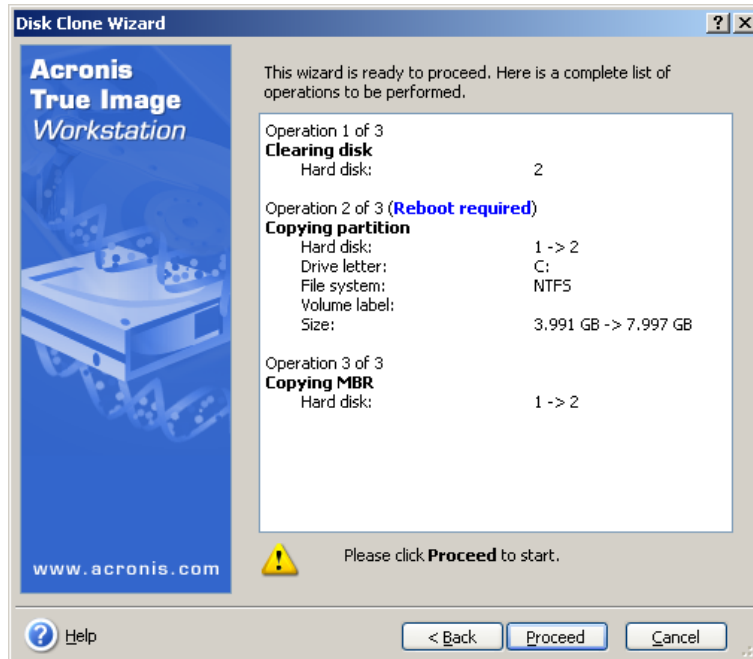 Disk Clone Wizard
Acronis
True Image
Workstation
This wizard is ready to proceed. Here is a complete list of
operations to be performed.
Operation 1 of 3
Clearing disk
Hard disk: 2
Operation 2 of 3 (Reboot required)
Copying partition
Hard disk: 1 -> 2
Drive letter: C:
File system: NTFS
Volume label:
Size: 3.991 GB -> 7.997 GB
Operation 3 of 3
Copying MBR
Hard disk: 1 -> 2
Please click Proceed to start.
www.acronis.com
Help
< Back
Proceed
Cancel